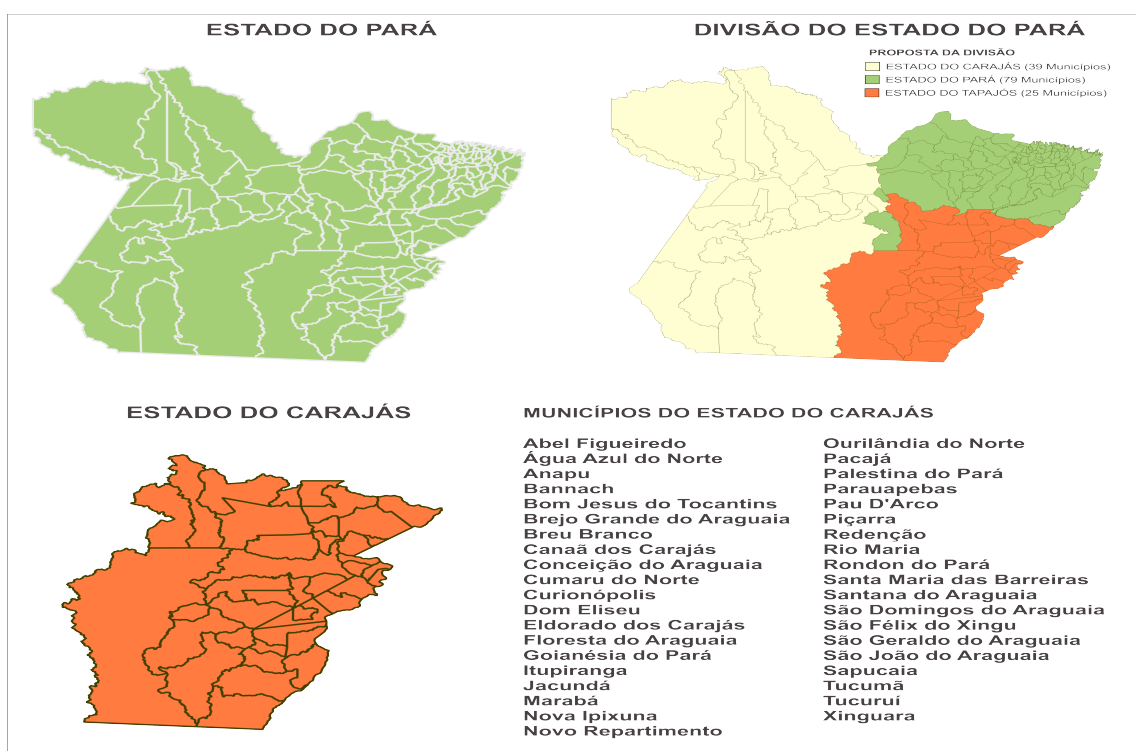 ESTADO DO PARÁ
DIVISÃO DO ESTADO DO PARÁ
PROPOSTA DA DIVISÃO
ESTADO DO CARAJÁS (39 Municípios)
ESTADO DO PARÁ (79 Municípios)
ESTADO DO TAPAJÓS (25 Municípios)
ESTADO DO CARAJÁS
MUNICÍPIOS DO ESTADO DO CARAJÁS
Abel Figueiredo
Água Azul do Norte
Anapu
Bannach
Bom Jesus do Tocantins
Brejo Grande do Araguaia
Breu Branco
Canaã dos Carajás
Conceição do Araguaia
Cumaru do Norte
Curionópolis
Dom Eliseu
Eldorado dos Carajás
Floresta do Araguaia
Goianésia do Pará
Itupiranga
Jacundá
Marabá
Nova Ipixuna
Novo Repartimento
Ourilândia do Norte
Pacajá
Palestina do Pará
Parauapebas
Pau D'Arco
Piçarra
Redenção
Rio Maria
Rondon do Pará
Santa Maria das Barreiras
Santana do Araguaia
São Domingos do Araguaia
São Félix do Xingu
São Geraldo do Araguaia
São João do Araguaia
Sapucaia
Tucumã
Tucuruí
Xinguara